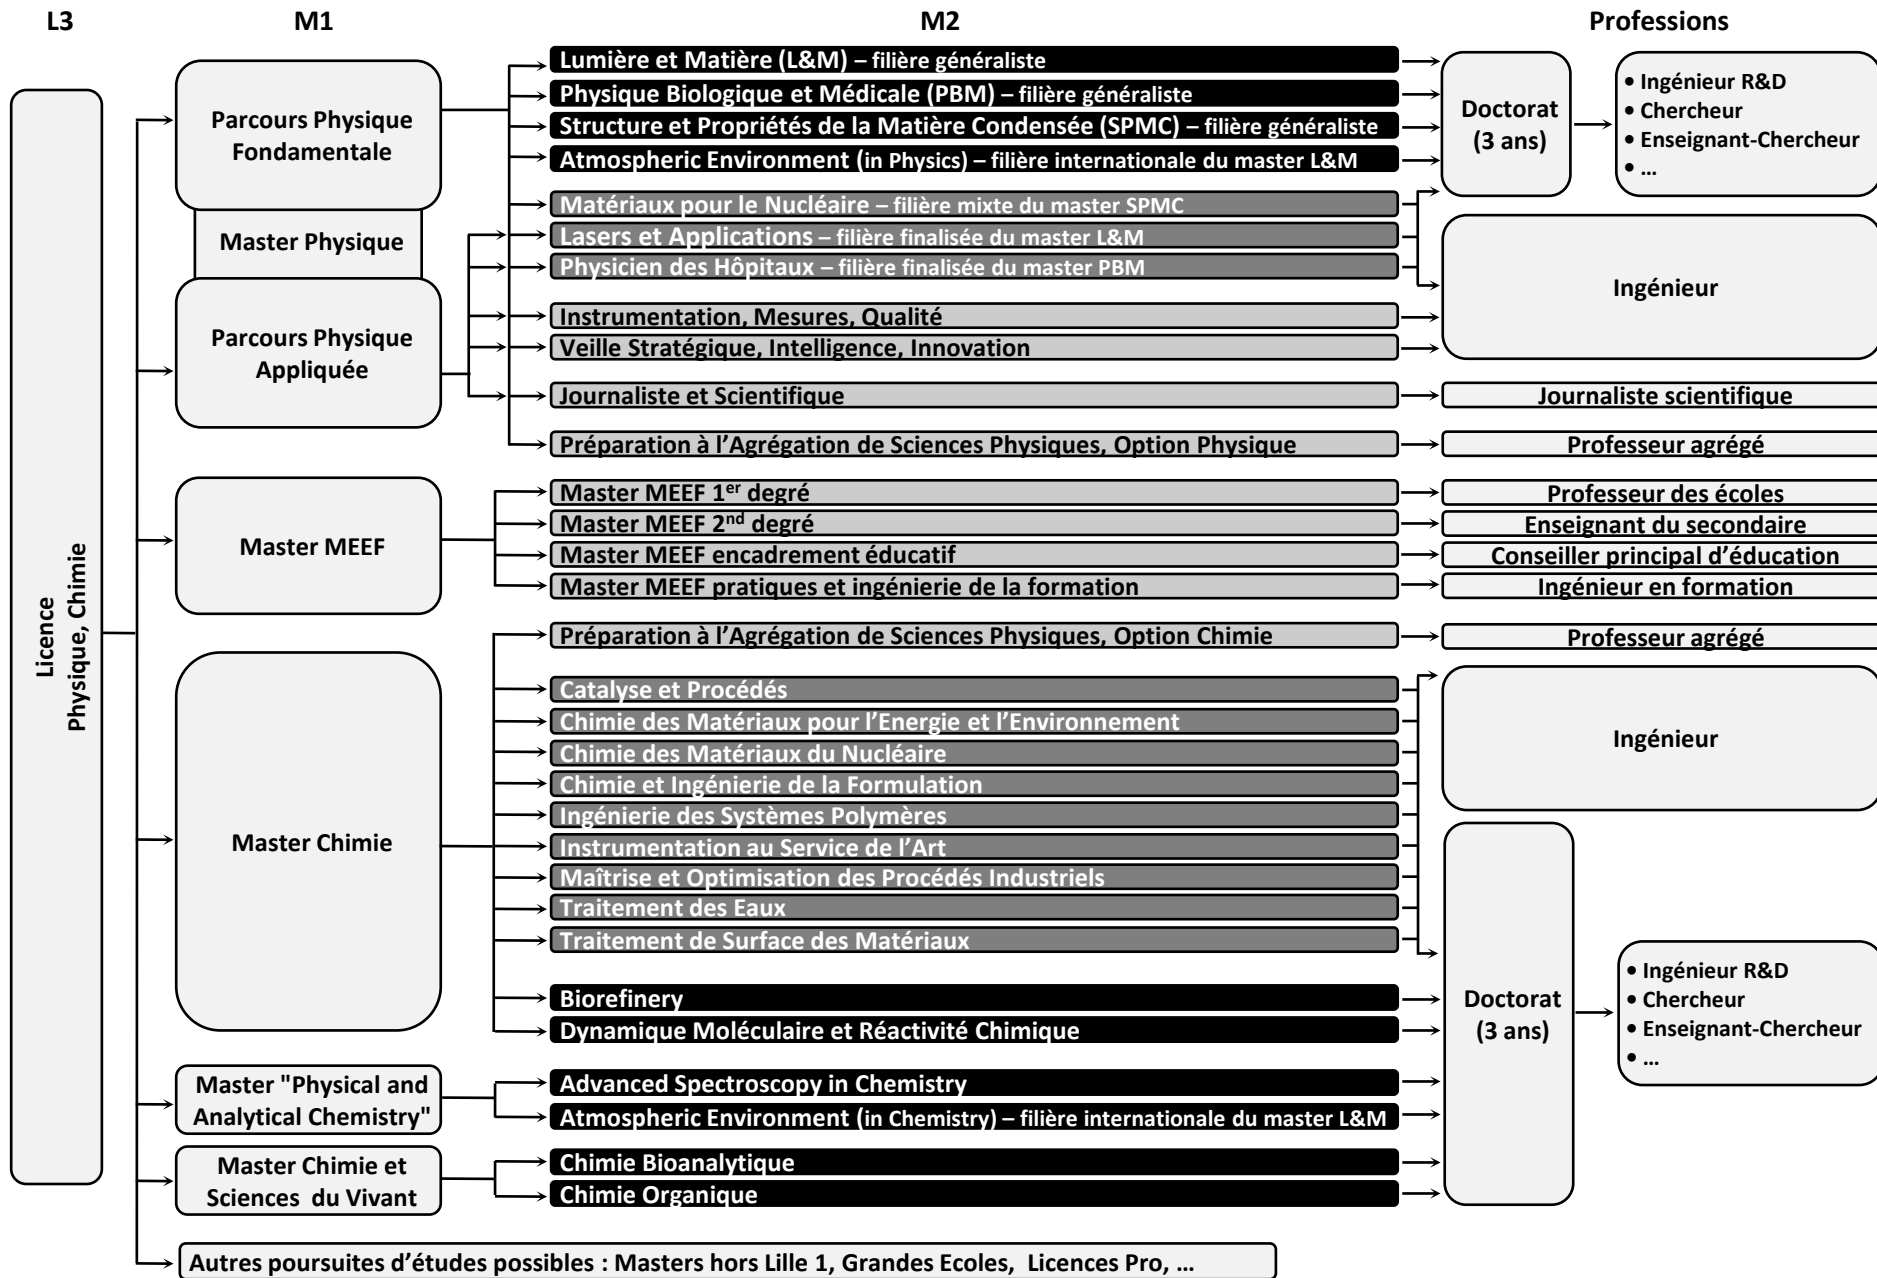 L3
M1
M2
Professions
Licence
Physique, Chimie
Parcours Physique
Fondamentale
Master Physique
Parcours Physique
Appliquée
Lumière et Matière (L&M) – filière généraliste
Physique Biologique et Médicale (PBM) – filière généraliste
Structure et Propriétés de la Matière Condensée (SPMC) – filière généraliste
Atmospheric Environment (in Physics) – filière internationale du master L&M
Matériaux pour le Nucléaire – filière mixte du master SPMC
Lasers et Applications – filière finalisée du master L&M
Physicien des Hôpitaux – filière finalisée du master PBM
Instrumentation, Mesures, Qualité
Veille Stratégique, Intelligence, Innovation
Journaliste et Scientifique
Préparation à l’Agrégation de Sciences Physiques, Option Physique
Doctorat
(3 ans)
• Ingénieur R&D
• Chercheur
• Enseignant-Chercheur
• ...
Ingénieur
Journaliste scientifique
Professeur agrégé
Master MEEF
Master MEEF 1er degré
Master MEEF 2nd degré
Master MEEF encadrement éducatif
Master MEEF pratiques et ingénierie de la formation
Professeur des écoles
Enseignant du secondaire
Conseiller principal d’éducation
Ingénieur en formation
Master Chimie
Préparation à l’Agrégation de Sciences Physiques, Option Chimie
Catalyse et Procédés
Chimie des Matériaux pour l’Energie et l’Environnement
Chimie des Matériaux du Nucléaire
Chimie et Ingénierie de la Formulation
Ingénierie des Systèmes Polymères
Instrumentation au Service de l’Art
Maîtrise et Optimisation des Procédés Industriels
Traitement des Eaux
Traitement de Surface des Matériaux
Biorefinery
Dynamique Moléculaire et Réactivité Chimique
Professeur agrégé
Ingénieur
Doctorat
(3 ans)
• Ingénieur R&D
• Chercheur
• Enseignant-Chercheur
• ...
Master "Physical and
Analytical Chemistry"
Advanced Spectroscopy in Chemistry
Atmospheric Environment (in Chemistry) – filière internationale du master L&M
Master Chimie et
Sciences du Vivant
Chimie Bioanalytique
Chimie Organique
Autres poursuites d’études possibles : Masters hors Lille 1, Grandes Ecoles, Licences Pro, ...